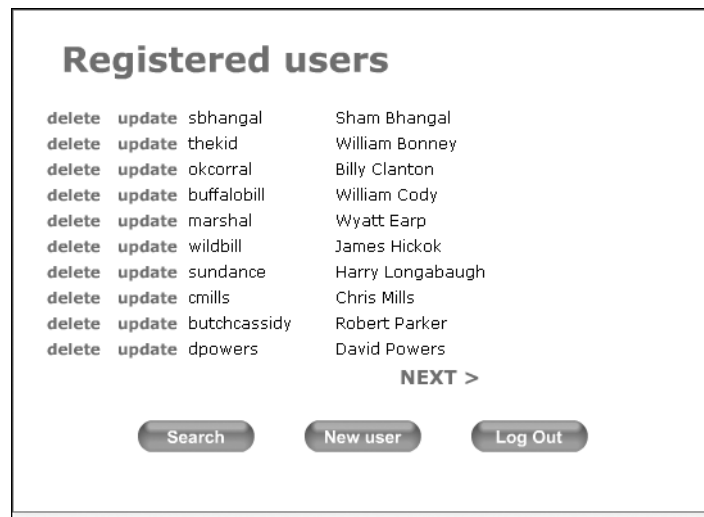 Registered users
delete update sbhangal Sham Bhangal
delete update thekid William Bonney
delete update okcorral Billy Clanton
delete update buffalobill William Cody
delete update marshal Wyatt Earp
delete update wildbill James Hickok
delete update sundance Harry Longabaugh
delete update cmills Chris Mills
delete update butchcassidy Robert Parker
delete update dpowers David Powers
NEXT >
Search New user Log Out